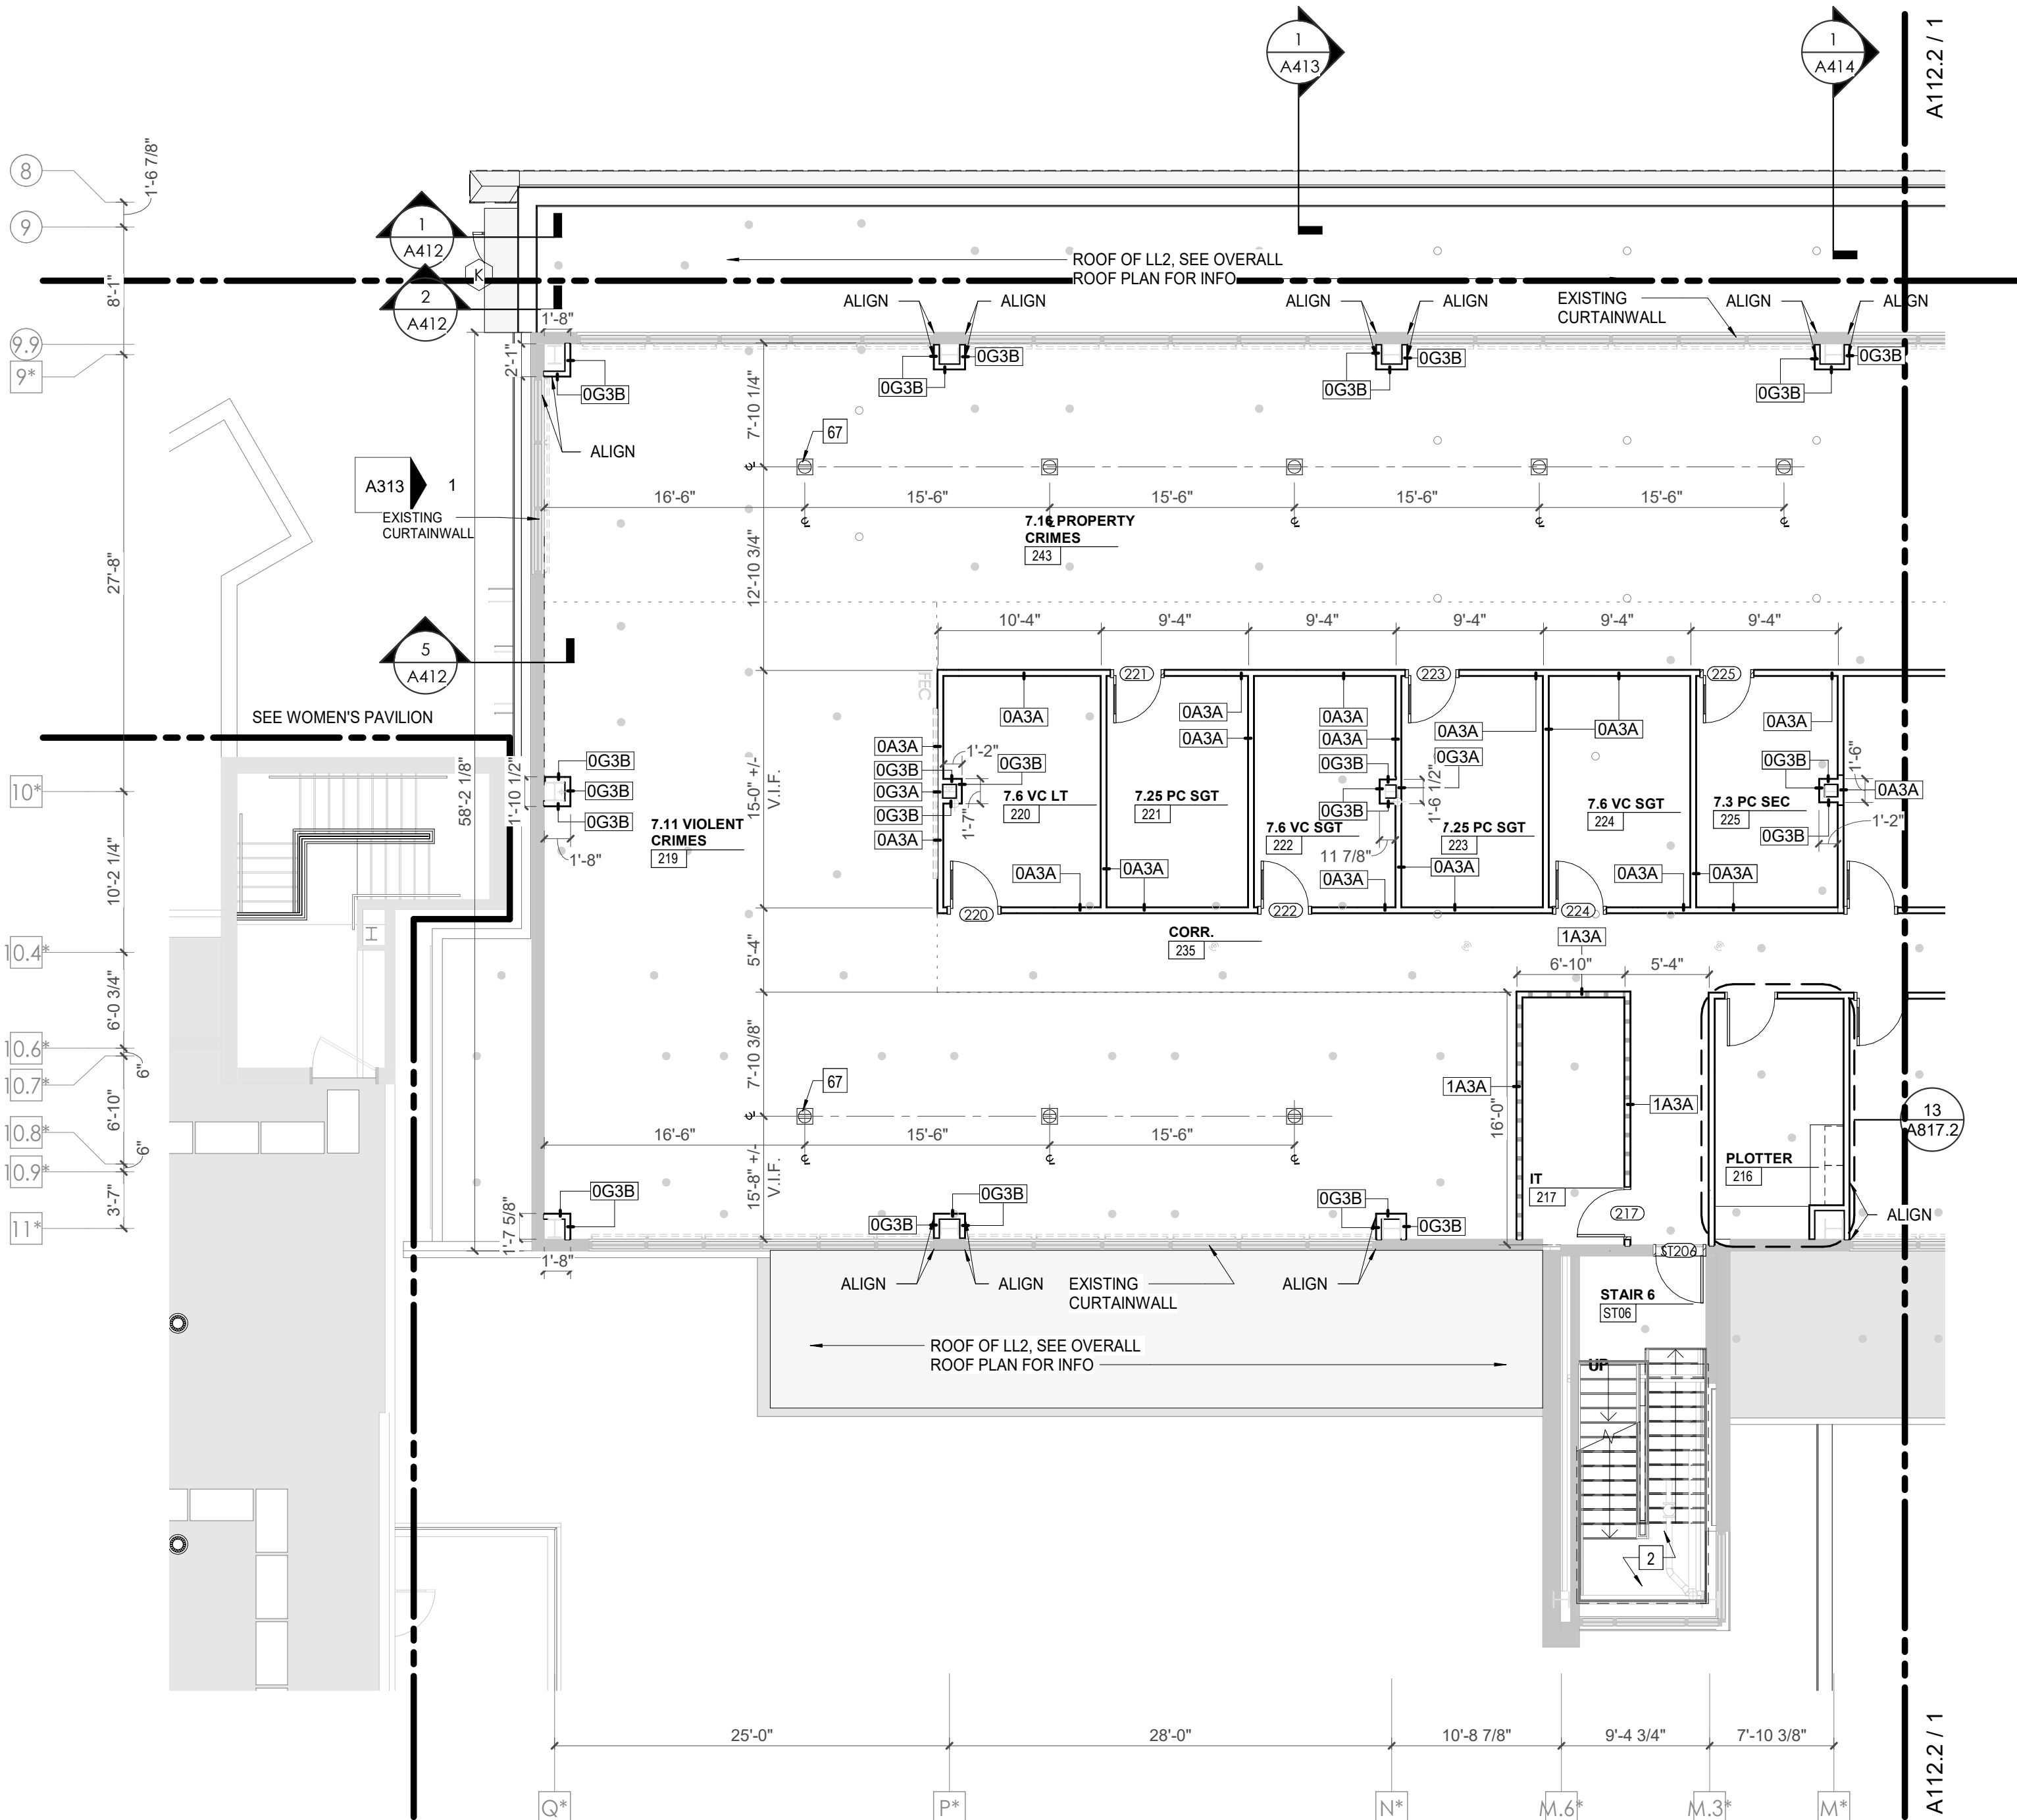 1
A413
1
A414
A112.2 / 1
8
1'-6 7/8"
9
1
A412
K
2
A412
8'-1"
9.9
9*
ROOF OF LL2, SEE OVERALL
ROOF PLAN FOR INFO
ALIGN
ALIGN
ALIGN
ALIGN
EXISTING
CURTAINWALL
ALIGN
ALIGN
1'-8"
2'-1"
0G3B
0G3B
0G3B
0G3B
0G3B
0G3B
0G3B
ALIGN
7'-10 1/4"
67
A313
1
EXISTING
CURTAINWALL
16'-6"
15'-6"
15'-6"
15'-6"
15'-6"
7.16 PROPERTY
CRIMES
243
27'-8"
12'-10 3/4"
5
A412
10'-4"
9'-4"
9'-4"
9'-4"
9'-4"
9'-4"
FEC
221
223
225
SEE WOMEN'S PAVILION
0A3A
0A3A
0A3A
0A3A
0A3A
0A3A
0A3A
0A3A
0A3A
0A3A
1'-2"
0G3B
0G3B
0G3B
0G3A
0G3B
1'-6"
10*
58'-2 1/8"
1'-10 1/2"
0G3B
0G3B
0G3B
15'-0" +/-
V.I.F.
0G3A
0G3B
0A3A
1'-7"
7.6 VC LT
220
7.25 PC SGT
221
0G3B
7.6 VC SGT
222
1'-6 1/2"
7.25 PC SGT
223
7.6 VC SGT
224
7.3 PC SEC
225
0A3A
1'-2"
0G3B
7.11 VIOLENT
CRIMES
219
1'-8"
11 7/8"
0A3A
0A3A
0A3A
0A3A
0A3A
0A3A
10'-2 1/4"
220
222
224
CORR.
235
1A3A
10.4*
5'-4"
6'-10"
5'-4"
6'-0 3/4"
10.6*
6"
10.7*
7'-10 3/8"
67
1A3A
1A3A
16'-0"
6'-10"
10.8*
6"
10.9*
16'-6"
15'-6"
15'-6"
13
A817.2
15'-8" +/-
V.I.F.
IT
217
PLOTTER
216
3'-7"
11*
1'-7 5/8"
0G3B
0G3B
0G3B
0G3B
0G3B
0G3B
217
ALIGN
ST206
1'-8"
ALIGN
ALIGN
EXISTING
CURTAINWALL
ALIGN
STAIR 6
ST06
ROOF OF LL2, SEE OVERALL
ROOF PLAN FOR INFO
UP
2
25'-0"
28'-0"
10'-8 7/8"
9'-4 3/4"
7'-10 3/8"
A112.2 / 1
Q*
P*
N*
M.6*
M.3*
M*